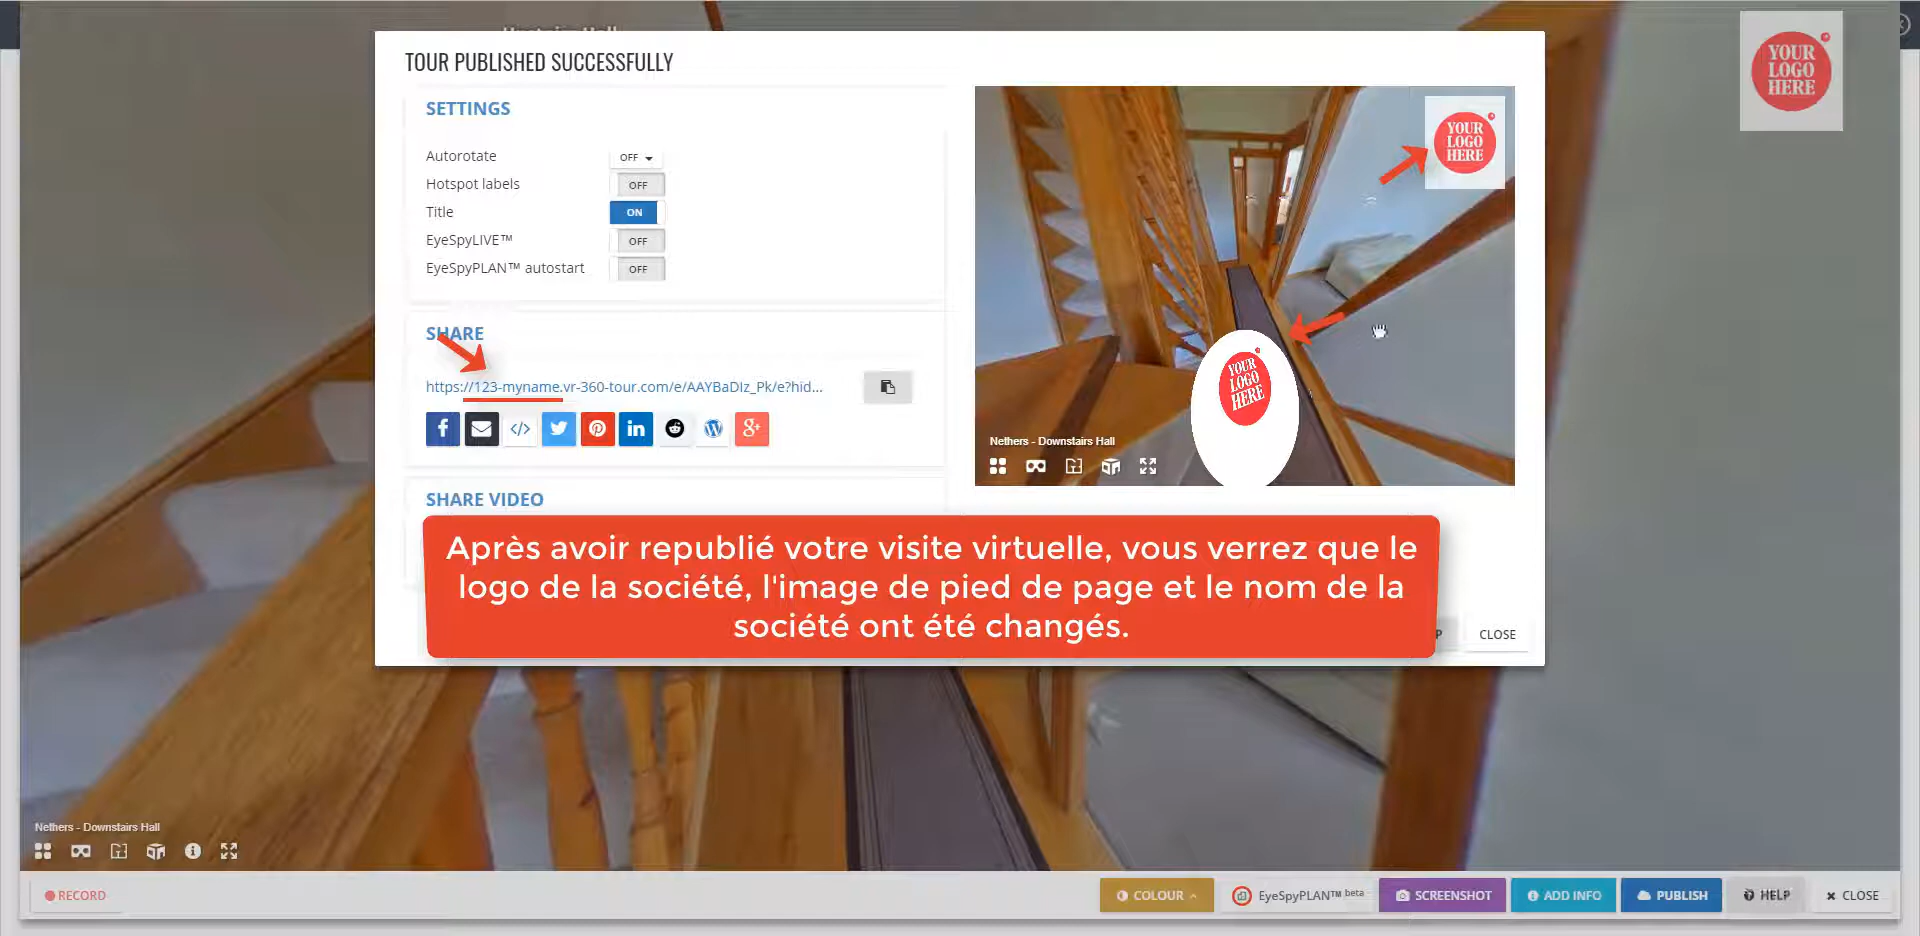 TOUR PUBLISHED SUCCESSFULLY
SETTINGS
Autorotate OFF
Hotspot labels OFF
Title ON
EyeSpyLIVE™ OFF
EyeSpyPLAN™ autostart OFF
SHARE
https://123-myname.vr-360-tour.com/e/AAYBaDIz_Pk/e?hid...
SHARE VIDEO
YOUR
LOGO
HERE
YOUR
LOGO
HERE
Nethers - Downstairs Hall
Après avoir republié votre visite virtuelle, vous verrez que le
logo de la société, l'image de pied de page et le nom de la
société ont été changés.
CLOSE
YOUR
LOGO
HERE
Nethers - Downstairs Hall
RECORD
COLOUR
EyeSpyPLAN™ beta
SCREENSHOT
ADD INFO
PUBLISH
HELP
CLOSE